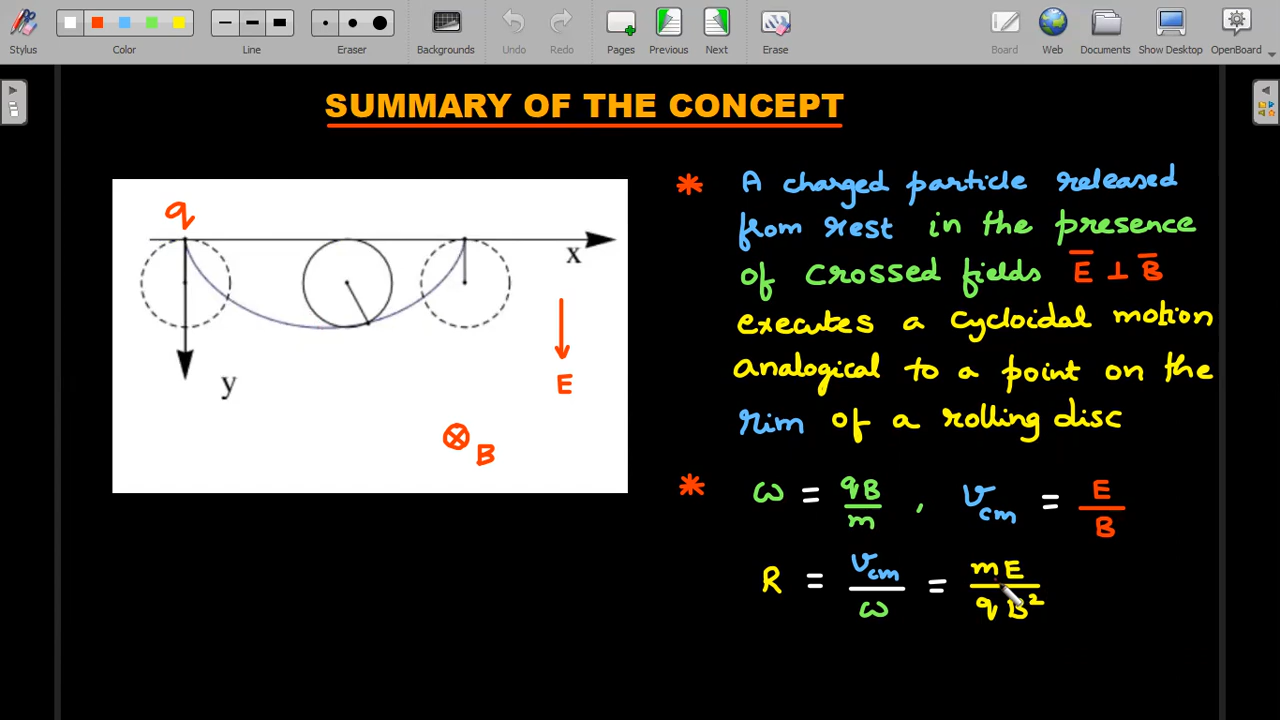 Stylus
Color
Line
Eraser
Backgrounds
Undo
Redo
Pages
Previous
Next
Erase
Board
Web
Documents
Show Desktop
OpenBoard
SUMMARY OF THE CONCEPT
q
x
y
E
⊗ B
* A charged particle released
from rest in the presence
of crossed fields E̅ ⊥ B̅
executes a cycloidal motion
analogical to a point on the
rim of a rolling disc
* ω = qB/m , v_cm = E/B
R = v_cm/ω = mE/qB²